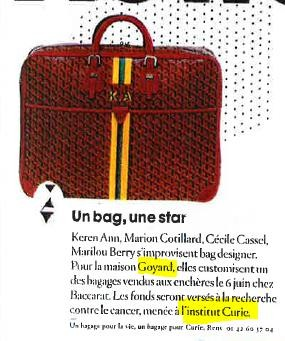 K.A
Un bag, une star
Keren Ann, Marion Cotillard, Cécile Cassel,
Marilou Berry s'improvisent bag designer.
Pour la maison Goyard, elles customisent un
des bagages vendus aux enchères le 6 juin chez
Baccarat. Les fonds seront versés à la recherche
contre le cancer, menée à l'institut Curie.
Un bagage pour la vie, un bagage pour Curie. Rens 01 42 60 57 04